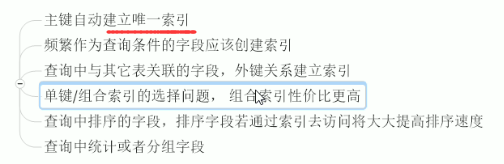 主键自动建立唯一索引
频繁作为查询条件的字段应该创建索引
查询中与其它表关联的字段，外键关系建立索引
单键/组合索引的选择问题， 组合索引性价比更高
查询中排序的字段，排序字段若通过索引去访问将大大提高排序速度
查询中统计或者分组字段